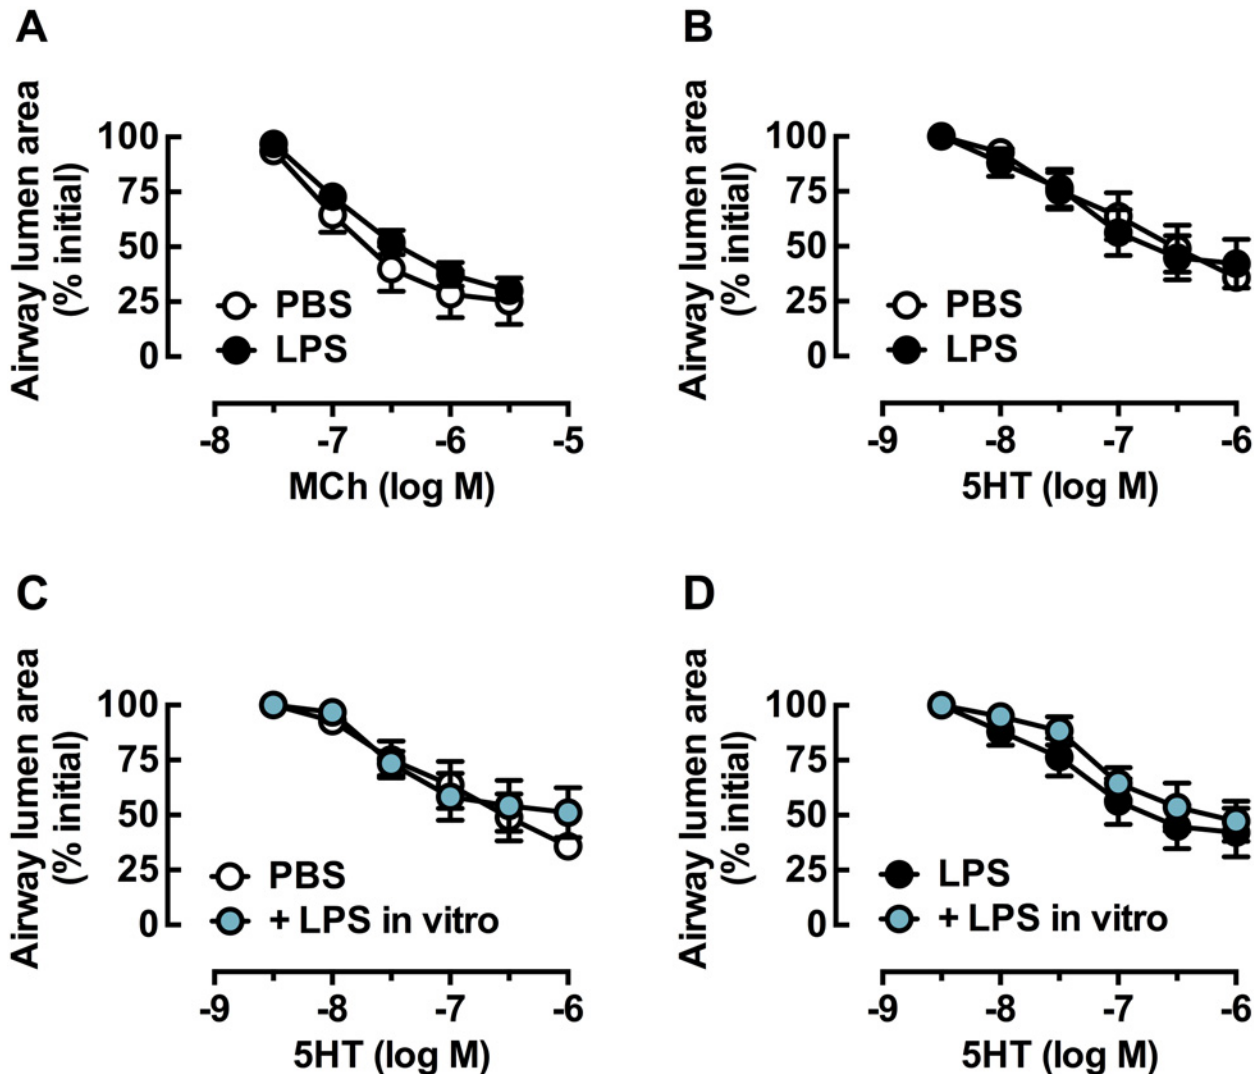 A
Airway lumen area
(% initial)
100
75
50
25
0
PBS
LPS
-8
-7
-6
-5
MCh (log M)
B
Airway lumen area
(% initial)
100
75
50
25
0
PBS
LPS
-9
-8
-7
-6
5HT (log M)
C
Airway lumen area
(% initial)
100
75
50
25
0
PBS
+ LPS in vitro
-9
-8
-7
-6
5HT (log M)
D
Airway lumen area
(% initial)
100
75
50
25
0
LPS
+ LPS in vitro
-9
-8
-7
-6
5HT (log M)